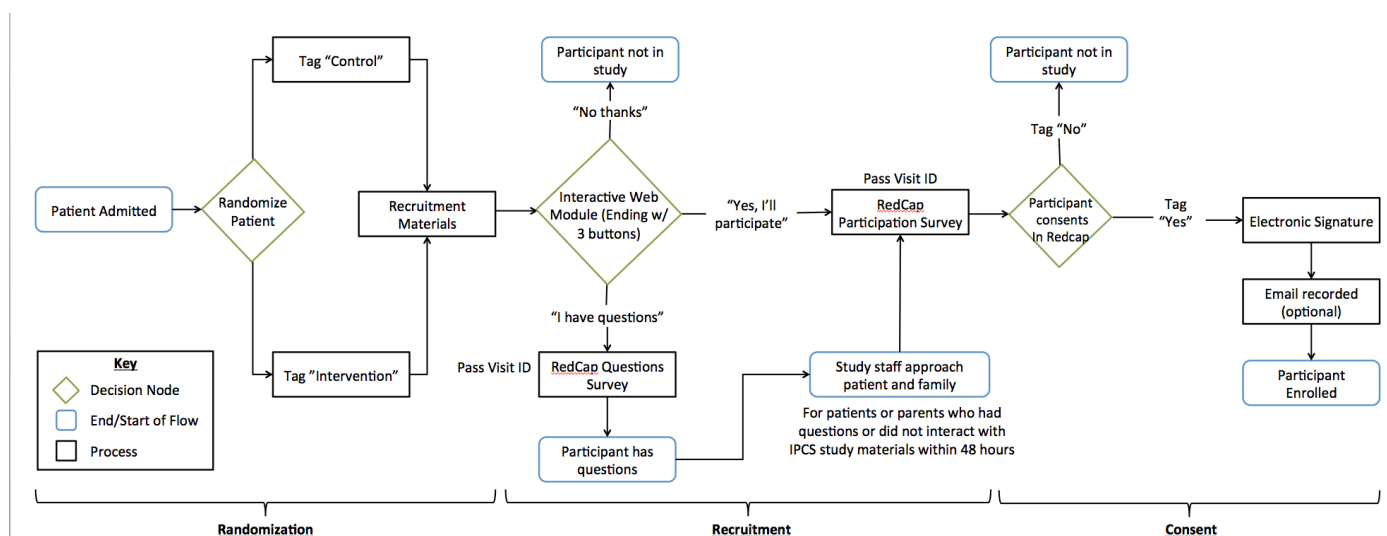 Patient Admitted
Randomize
Patient
Tag “Control”
Tag “Intervention”
Recruitment
Materials
Participant not in
study
“No thanks”
Interactive Web
Module (Ending w/
3 buttons)
“Yes, I’ll
participate”
“I have questions”
Pass Visit ID
RedCap Questions
Survey
Participant has
questions
Study staff approach
patient and family
For patients or parents who had
questions or did not interact with
IPCS study materials within 48 hours
Pass Visit ID
RedCap
Participation Survey
Participant
consents
In Redcap
Tag “No”
Participant not in
study
Tag
“Yes”
Electronic Signature
Email recorded
(optional)
Participant
Enrolled
Key
Decision Node
End/Start of Flow
Process
Randomization
Recruitment
Consent